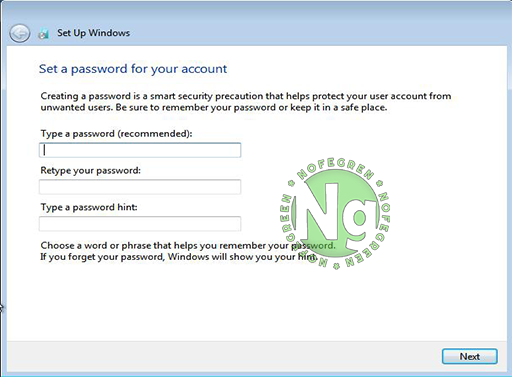 Set Up Windows
Set a password for your account
Creating a password is a smart security precaution that helps protect your user account from
unwanted users. Be sure to remember your password or keep it in a safe place.
Type a password (recommended):
Retype your password:
Type a password hint:
NOFEGREN NOFEGREEN NOFEGREEN
Ng
Choose a word or phrase that helps you remember your password.
If you forget your password, Windows will show you your hint.
Next